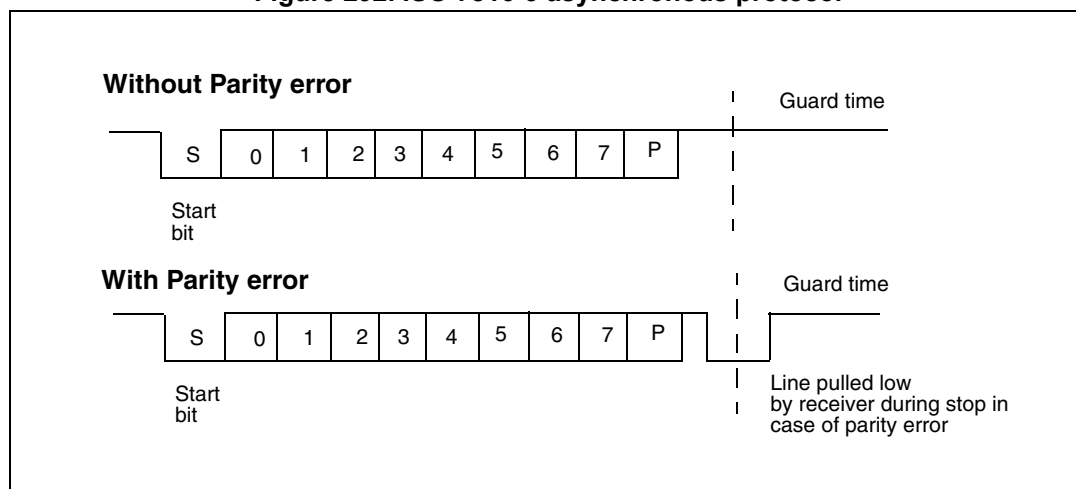 Without Parity error
Guard time
S 0 1 2 3 4 5 6 7 P
Start
bit
With Parity error
Guard time
S 0 1 2 3 4 5 6 7 P
Start
bit
Line pulled low
by receiver during stop in
case of parity error